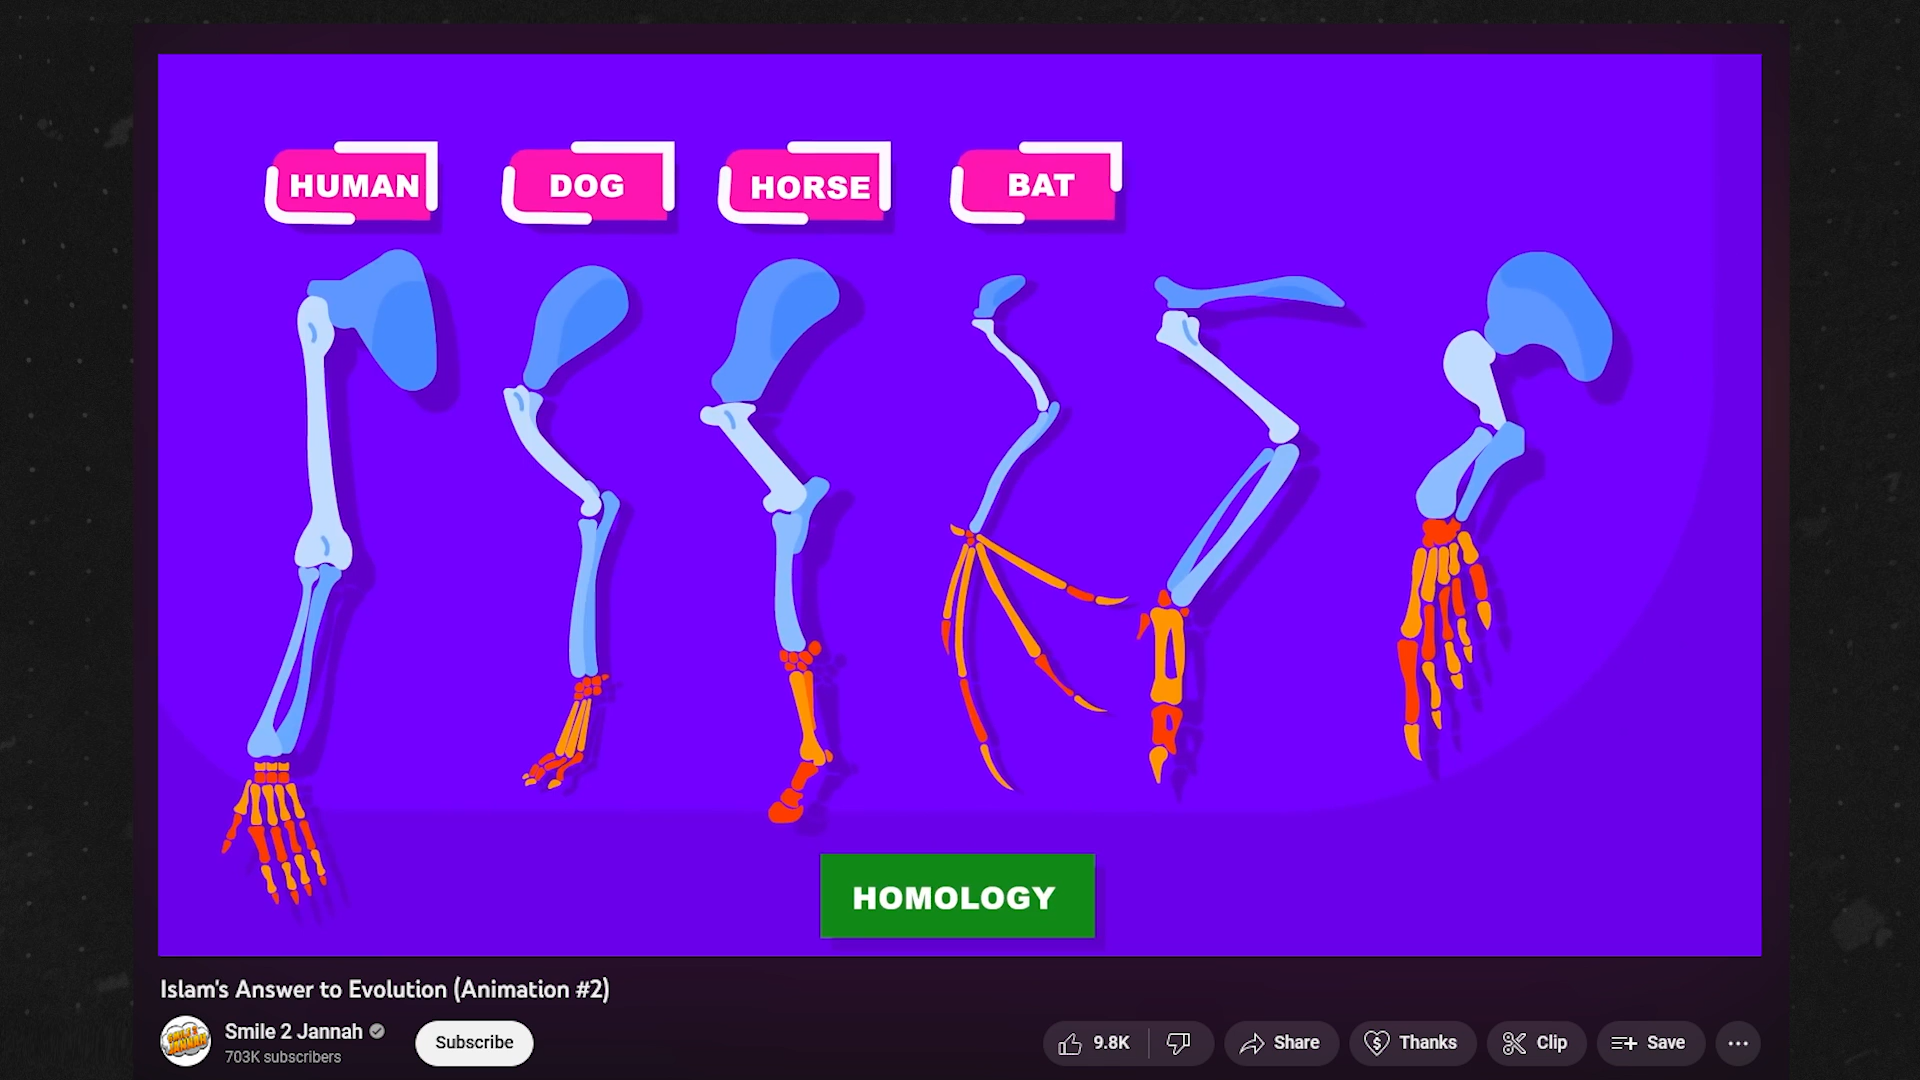 HUMAN
DOG
HORSE
BAT
HOMOLOGY
Islam's Answer to Evolution (Animation #2)
Smile 2 Jannah
703K subscribers
Subscribe
9.8K
Share
Thanks
Clip
Save